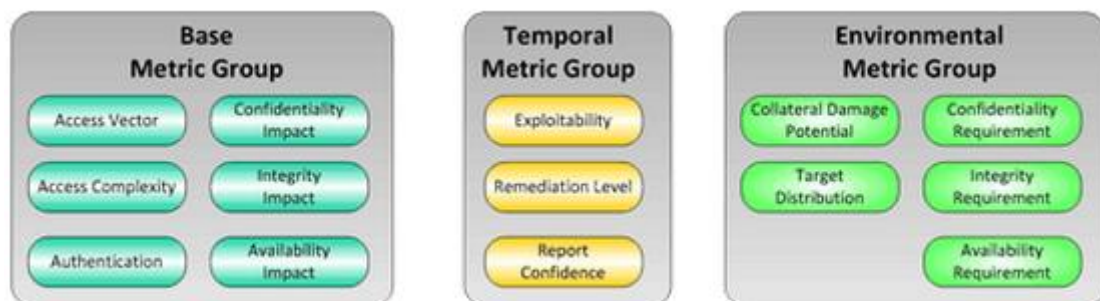 Base
Metric Group
Access Vector
Confidentiality
Impact
Access Complexity
Integrity
Impact
Authentication
Availability
Impact
Temporal
Metric Group
Exploitability
Remediation Level
Report
Confidence
Environmental
Metric Group
Collateral Damage
Potential
Confidentiality
Requirement
Target
Distribution
Integrity
Requirement
Availability
Requirement